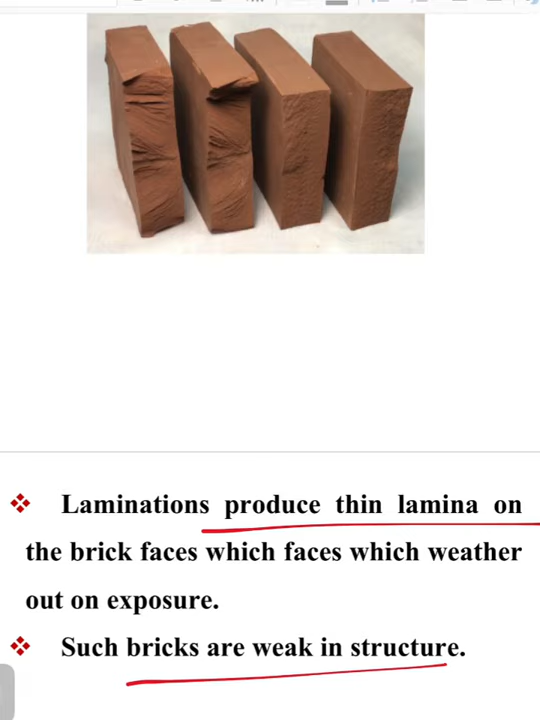 ❖ Laminations produce thin lamina on
the brick faces which faces which weather
out on exposure.
❖ Such bricks are weak in structure.